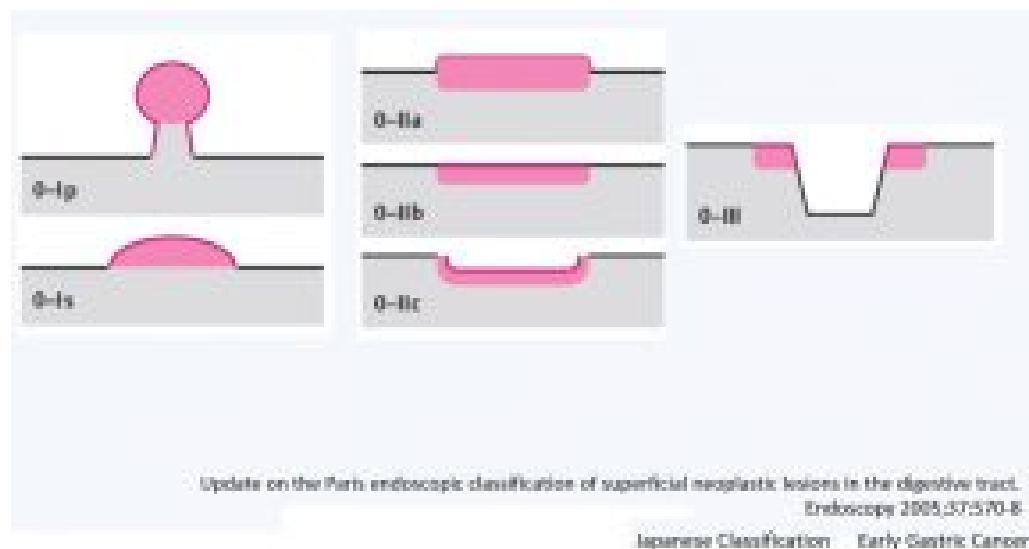 0-Ip
0-Is
0-IIa
0-IIb
0-IIc
0-III
Update on the Paris endoscopic classification of superficial neoplastic lesions in the digestive tract.
Endoscopy 2005;37:570-8
Japanese Classification Early Gastric Cancer